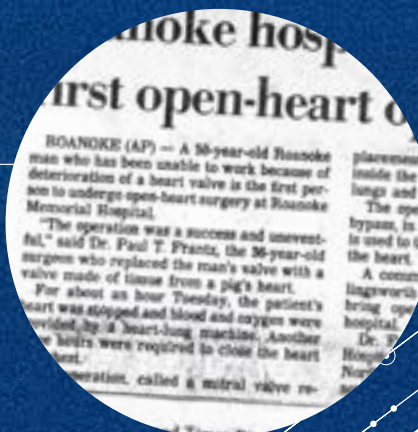 noke hosp
irst open-heart o
ROANOKE (AP) — A 50-year-old Roanoke
man who has been unable to work because of
deterioration of a heart valve is the first per-
son to undergo open-heart surgery at Roanoke
Memorial Hospital.
"The operation was a success and unevent-
ful," said Dr. Paul T. Frantz, the 36-year-old
surgeon who replaced the man's valve with a
valve made of tissue from a pig's heart.
For about an hour Tuesday, the patient's
heart was stopped and blood and oxygen were
vided by a heart-lung machine. Another
hours were required to close the heart
operation, called a mitral valve re-
placemen
inside the
lungs and
The ope
bypass, in
is used to
the heart.
A conm
lingsworth
bring ope
hospital.
Dr.
Hospi
Nor